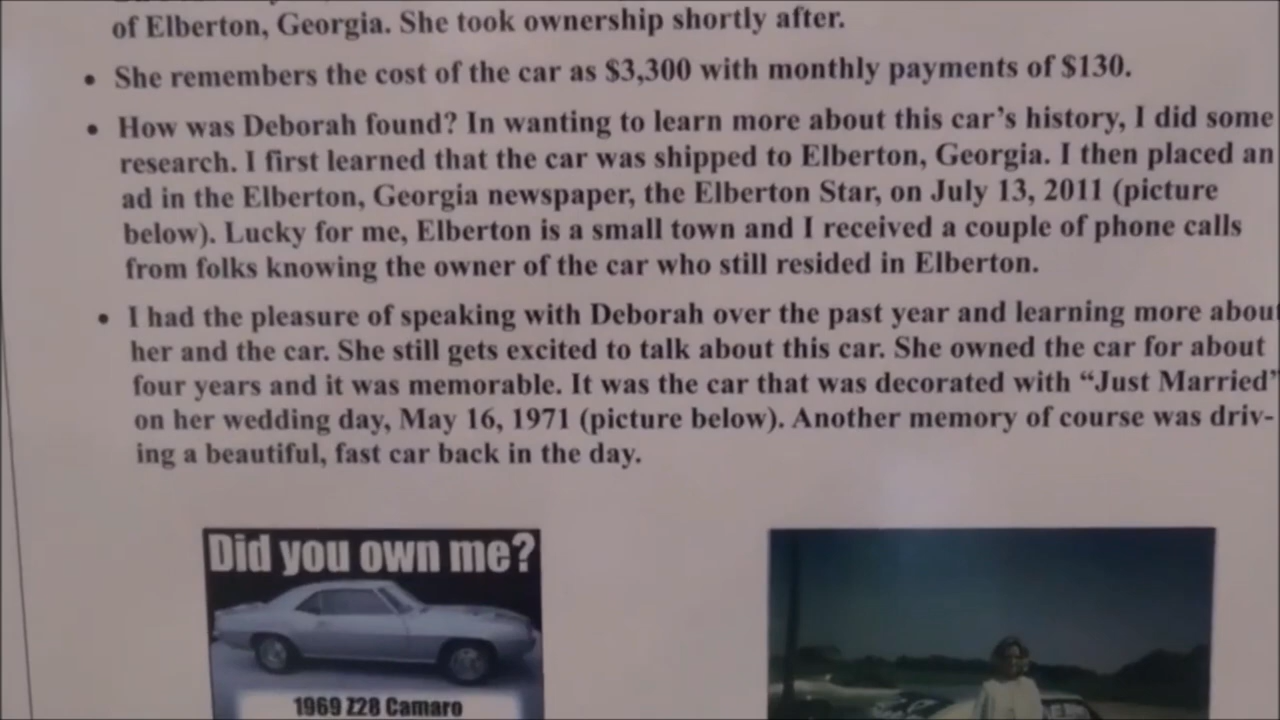 of Elberton, Georgia. She took ownership shortly after.
• She remembers the cost of the car as $3,300 with monthly payments of $130.
• How was Deborah found? In wanting to learn more about this car's history, I did some
research. I first learned that the car was shipped to Elberton, Georgia. I then placed an
ad in the Elberton, Georgia newspaper, the Elberton Star, on July 13, 2011 (picture
below). Lucky for me, Elberton is a small town and I received a couple of phone calls
from folks knowing the owner of the car who still resided in Elberton.
• I had the pleasure of speaking with Deborah over the past year and learning more about
her and the car. She still gets excited to talk about this car. She owned the car for about
four years and it was memorable. It was the car that was decorated with “Just Married”
on her wedding day, May 16, 1971 (picture below). Another memory of course was driv-
ing a beautiful, fast car back in the day.
Did you own me?
1969 Z28 Camaro